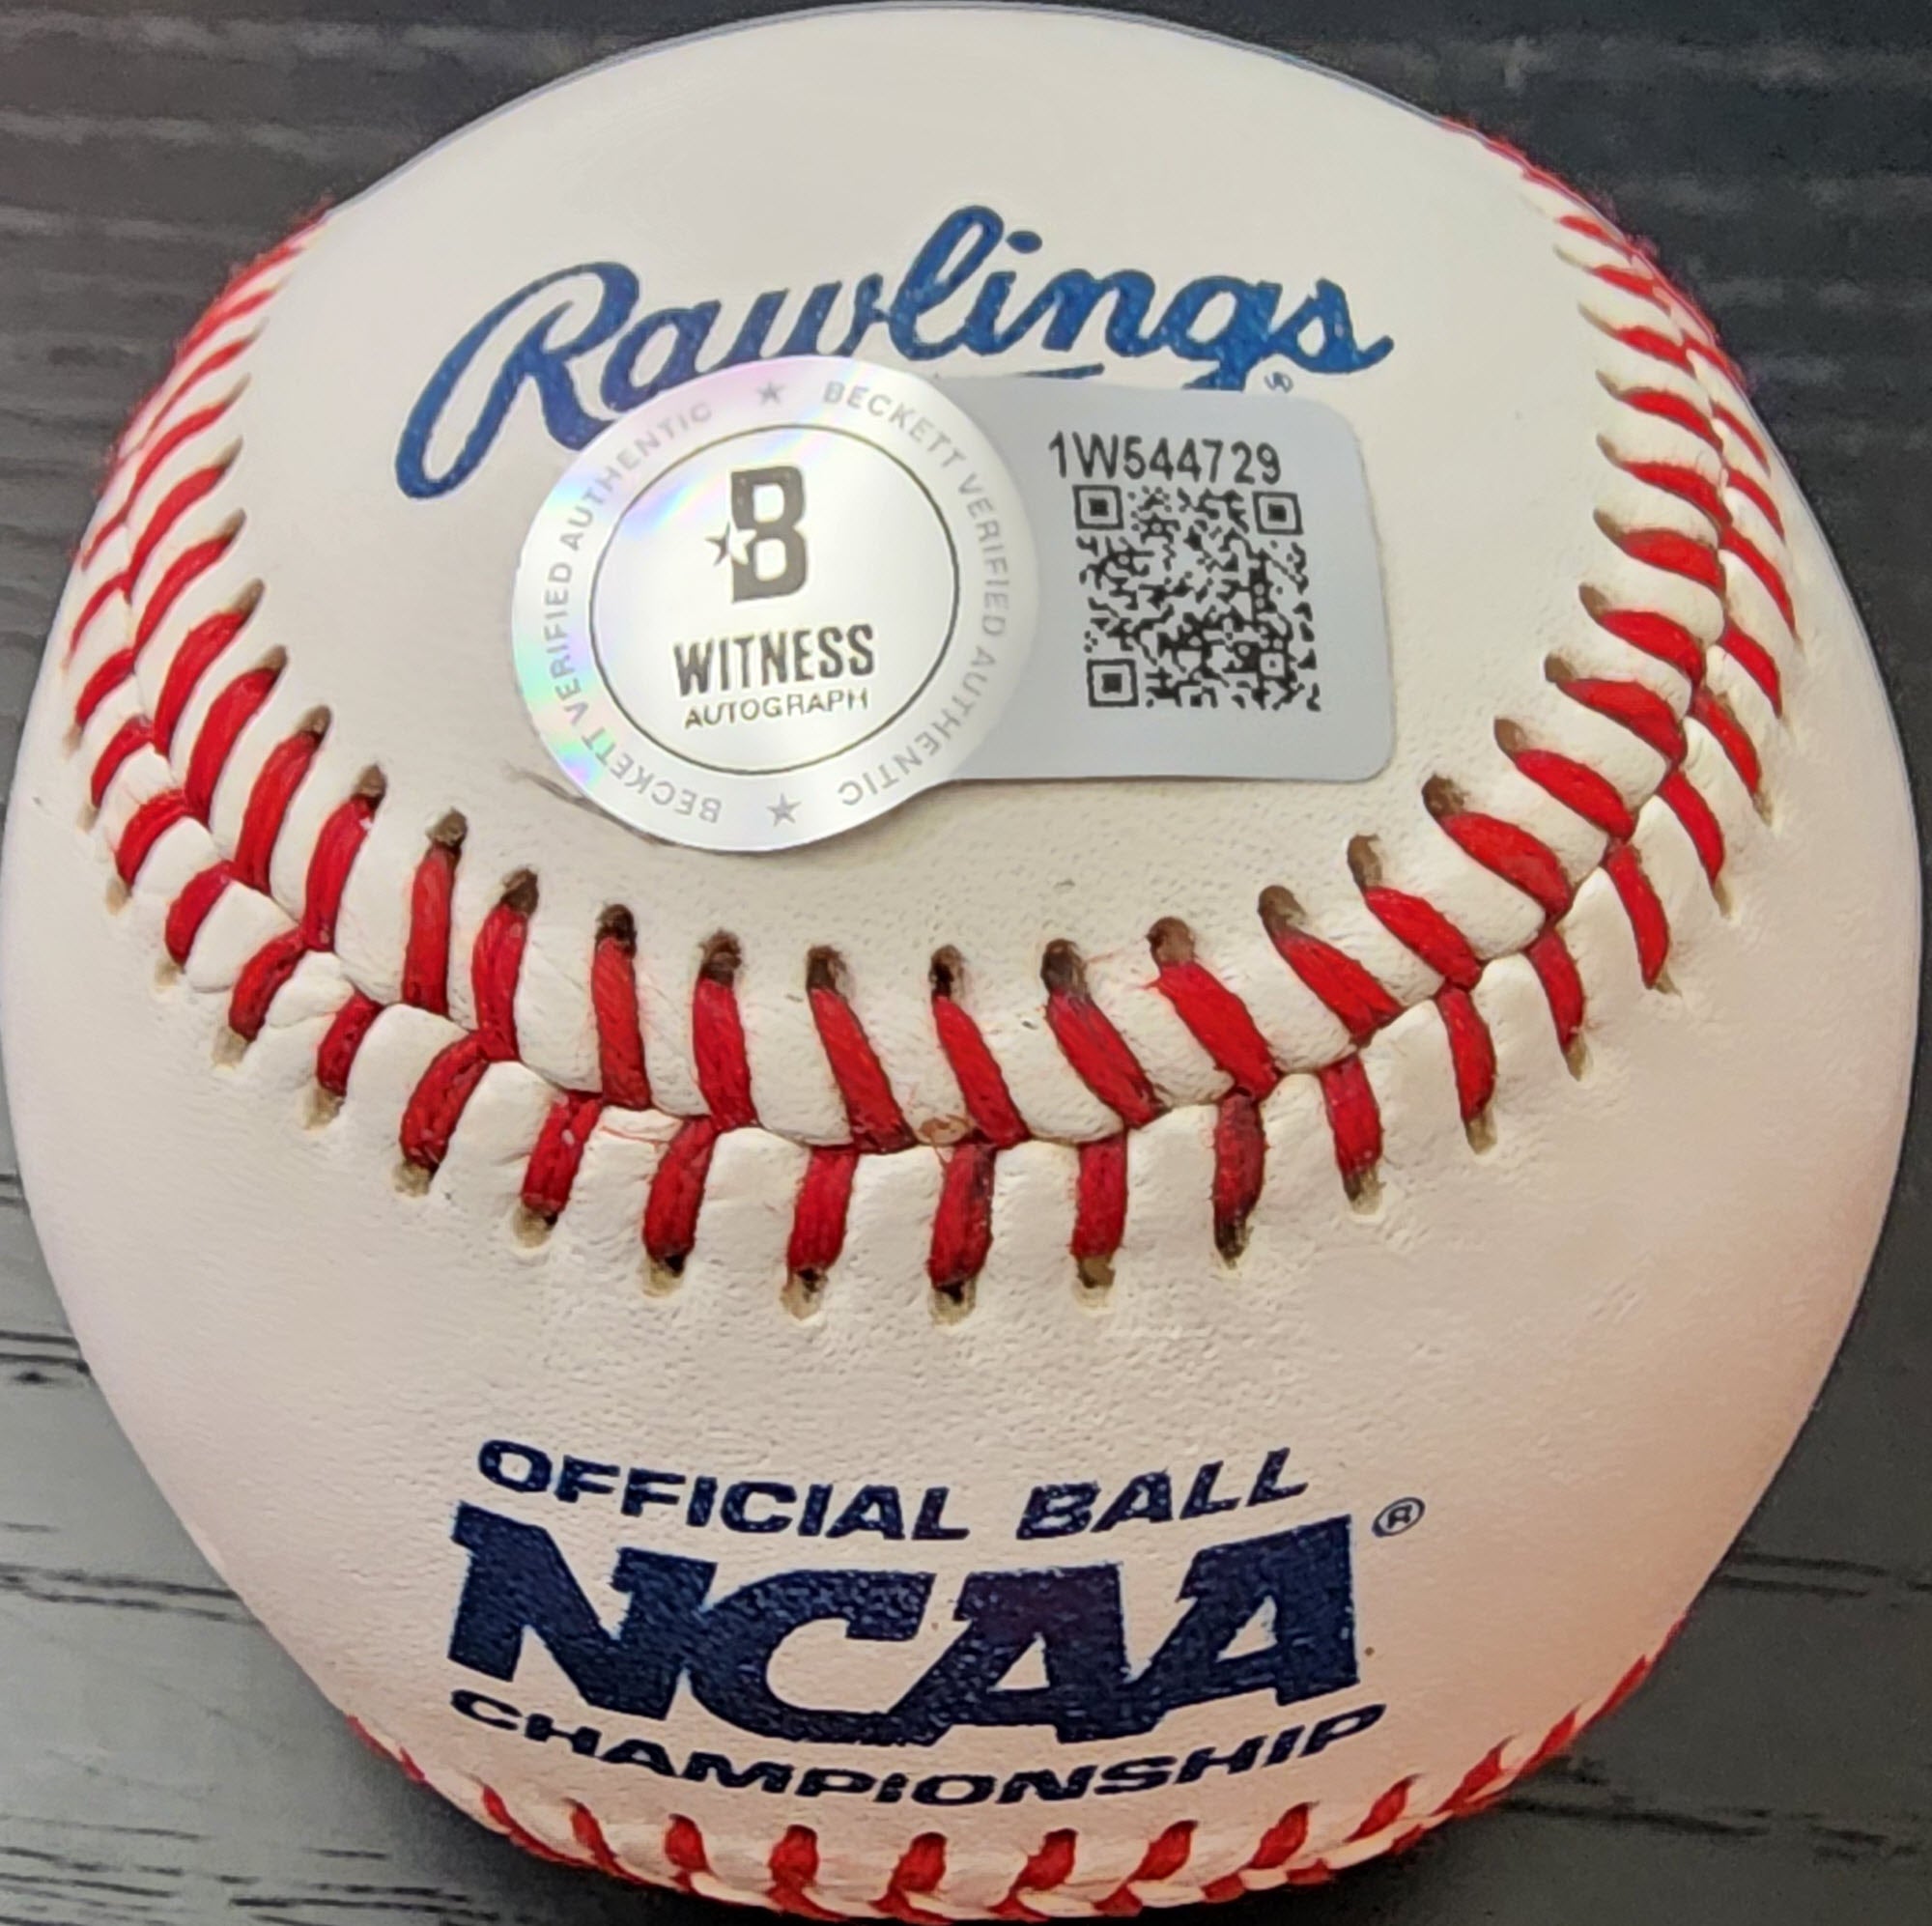 Rawlings
BECKETT VERIFIED AUTHENTIC ★ BECKETT VERIFIED AUTHENTIC ★
B
WITNESS
AUTOGRAPH
1W544729
OFFICIAL BALL
NCAA®
CHAMPIONSHIP